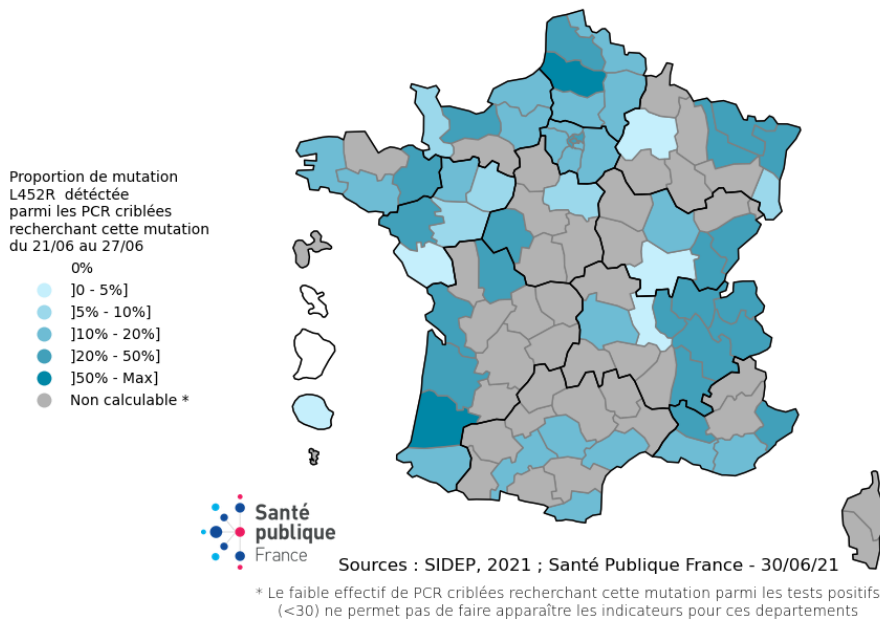 Proportion de mutation
L452R détéctée
parmi les PCR criblées
recherchant cette mutation
du 21/06 au 27/06
0%
]0 - 5%]
]5% - 10%]
]10% - 20%]
]20% - 50%]
]50% - Max]
Non calculable *
Santé
publique
France
Sources : SIDEP, 2021 ; Santé Publique France - 30/06/21
* Le faible effectif de PCR criblées recherchant cette mutation parmi les tests positifs
(<30) ne permet pas de faire apparaître les indicateurs pour ces departements